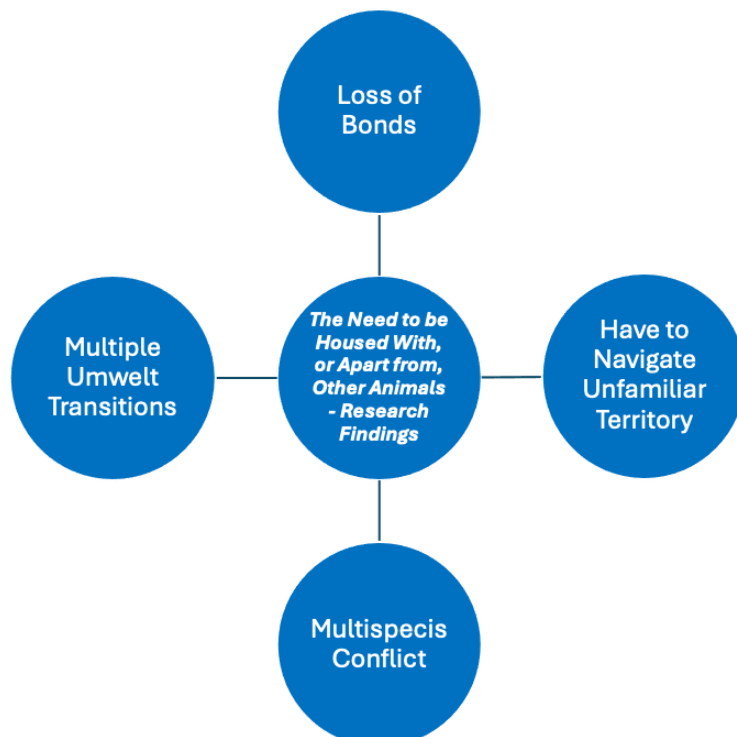 Loss of
Bonds
Multiple
Umwelt
Transitions
The Need to be
Housed With,
or Apart from,
Other Animals
- Research
Findings
Have to
Navigate
Unfamiliar
Territory
Multispecis
Conflict